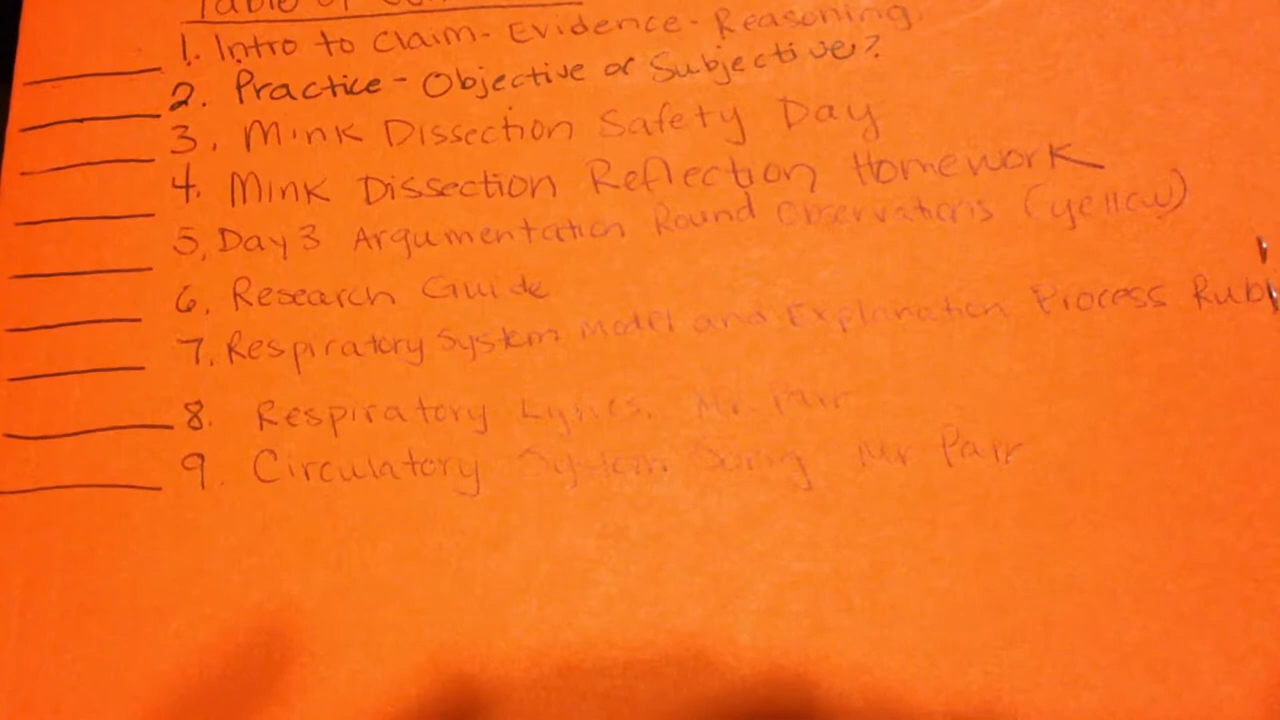 Table of
1. Intro to Claim-Evidence-Reasoning.
2. Practice - Objective or Subjective?
3. Mink Dissection Safety Day
4. Mink Dissection Reflection Homework
5. Day 3 Argumentation Round Observations (yellow)
6. Research Guide
7. Respiratory System Model and Explanation Process
8. Respiratory Lyrics. Mr. Parr
9. Circulatory System Song Mr Parr